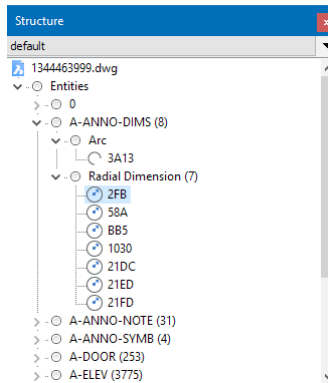 Structure
default
1344463999.dwg
Entities
0
A-ANNO-DIMS (8)
Arc
3A13
Radial Dimension (7)
2FB
58A
BB5
1030
21DC
21ED
21FD
A-ANNO-NOTE (31)
A-ANNO-SYMB (4)
A-DOOR (253)
A-ELEV (3775)